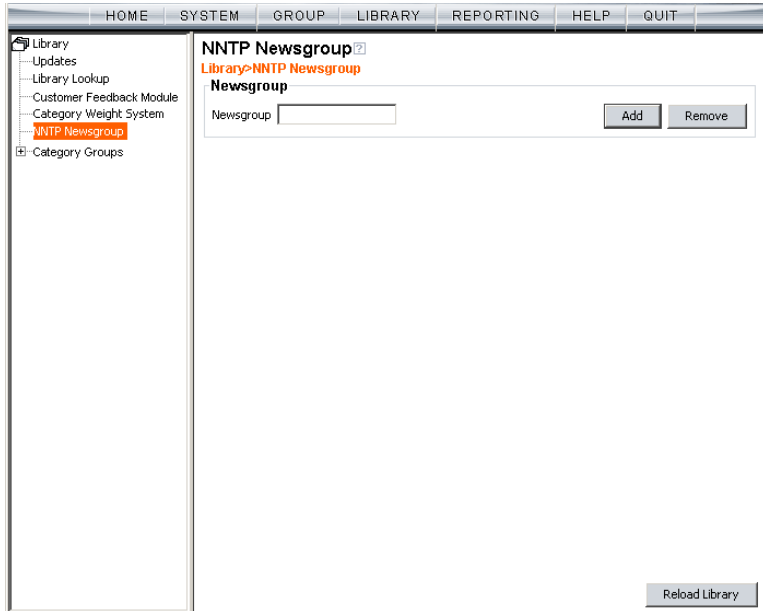 HOME SYSTEM GROUP LIBRARY REPORTING HELP QUIT
Library
Updates
Library Lookup
Customer Feedback Module
Category Weight System
NNTP Newsgroup
Category Groups
NNTP Newsgroup ?
Library>NNTP Newsgroup
Newsgroup
Newsgroup Add Remove
Reload Library